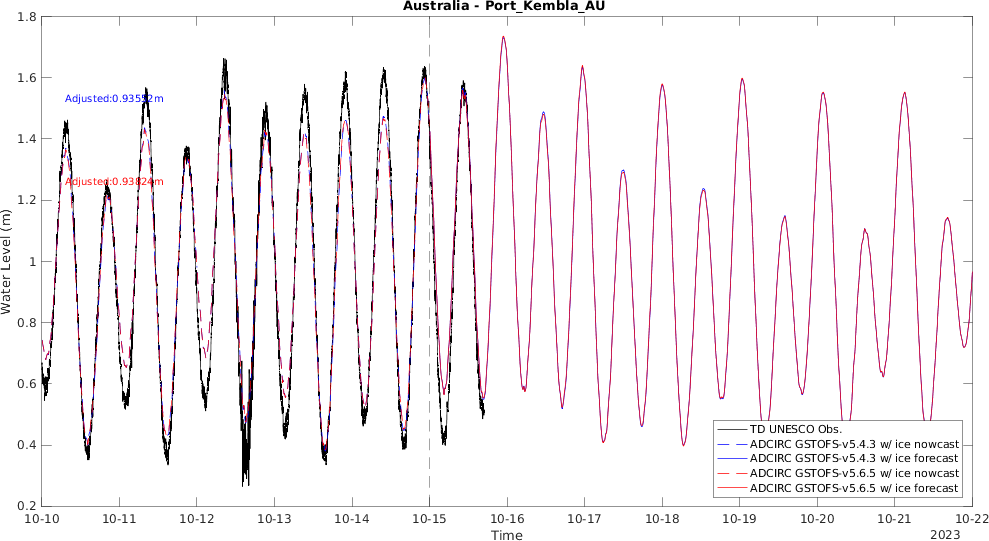 Australia - Port_Kembla_AU
1.8
1.6
1.4
1.2
1
0.8
0.6
0.4
0.2
Water Level (m)
Adjusted:0.93552m
Adjusted:0.93824m
TD UNESCO Obs.
ADCIRC GSTOFS-v5.4.3 w/ ice nowcast
ADCIRC GSTOFS-v5.4.3 w/ ice forecast
ADCIRC GSTOFS-v5.6.5 w/ ice nowcast
ADCIRC GSTOFS-v5.6.5 w/ ice forecast
10-10 10-11 10-12 10-13 10-14 10-15 10-16 10-17 10-18 10-19 10-20 10-21 10-22
Time
2023